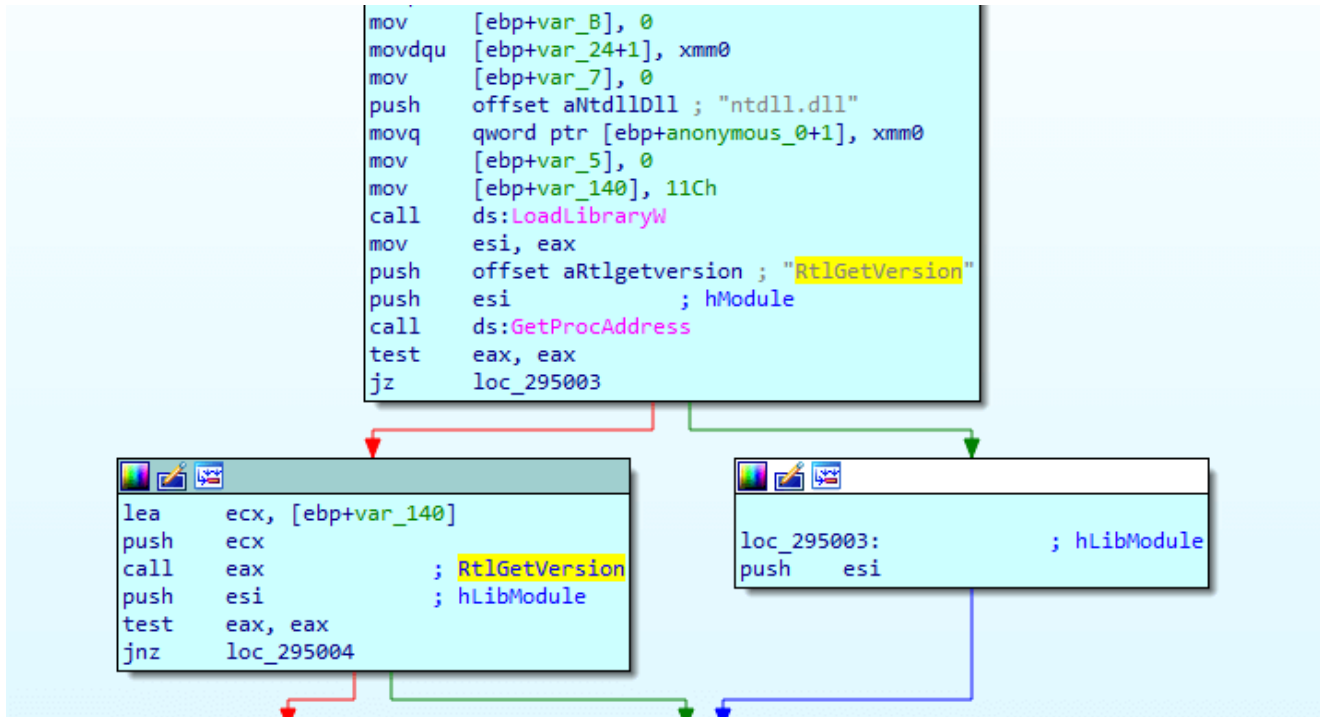 mov [ebp+var_B], 0
movdqu [ebp+var_24+1], xmm0
mov [ebp+var_7], 0
push offset aNtdllDll ; "ntdll.dll"
movq qword ptr [ebp+anonymous_0+1], xmm0
mov [ebp+var_5], 0
mov [ebp+var_140], 11Ch
call ds:LoadLibraryW
mov esi, eax
push offset aRtlgetversion ; "RtlGetVersion"
push esi ; hModule
call ds:GetProcAddress
test eax, eax
jz loc_295003
lea ecx, [ebp+var_140]
push ecx
call eax ; RtlGetVersion
push esi ; hLibModule
test eax, eax
jnz loc_295004
loc_295003: ; hLibModule
push esi